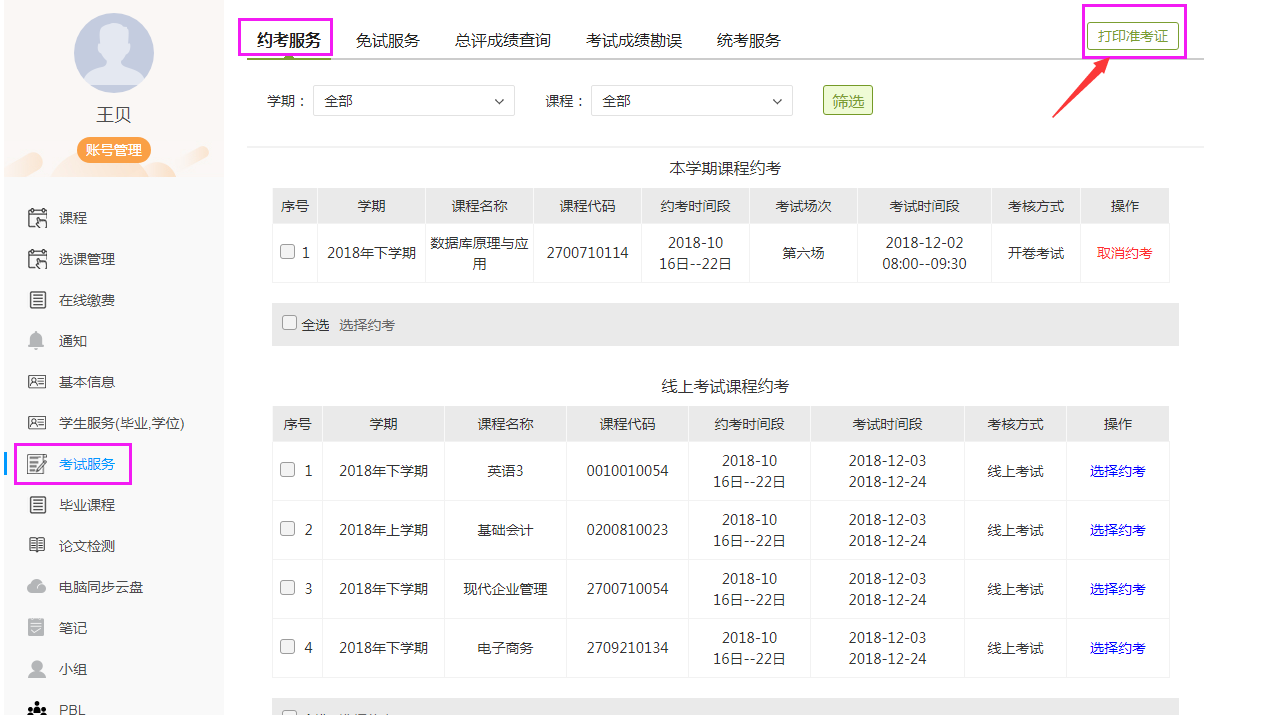 王贝
账号管理
课程
选课管理
在线缴费
通知
基本信息
学生服务(毕业,学位)
考试服务
毕业课程
论文检测
电脑同步云盘
笔记
小组
PBL
约考服务 免试服务 总评成绩查询 考试成绩勘误 统考服务 打印准考证
学期： 全部 课程： 全部 筛选
本学期课程约考
序号 学期 课程名称 课程代码 约考时间段 考试场次 考试时间段 考核方式 操作
1 2018年下学期 数据库原理与应用 2700710114 2018-10 16日--22日 第六场 2018-12-02 08:00--09:30 开卷考试 取消约考
全选 选择约考
线上考试课程约考
序号 学期 课程名称 课程代码 约考时间段 考试时间段 考核方式 操作
1 2018年下学期 英语3 0010010054 2018-10 16日--22日 2018-12-03 2018-12-24 线上考试 选择约考
2 2018年上学期 基础会计 0200810023 2018-10 16日--22日 2018-12-03 2018-12-24 线上考试 选择约考
3 2018年下学期 现代企业管理 2700710054 2018-10 16日--22日 2018-12-03 2018-12-24 线上考试 选择约考
4 2018年下学期 电子商务 2709210134 2018-10 16日--22日 2018-12-03 2018-12-24 线上考试 选择约考